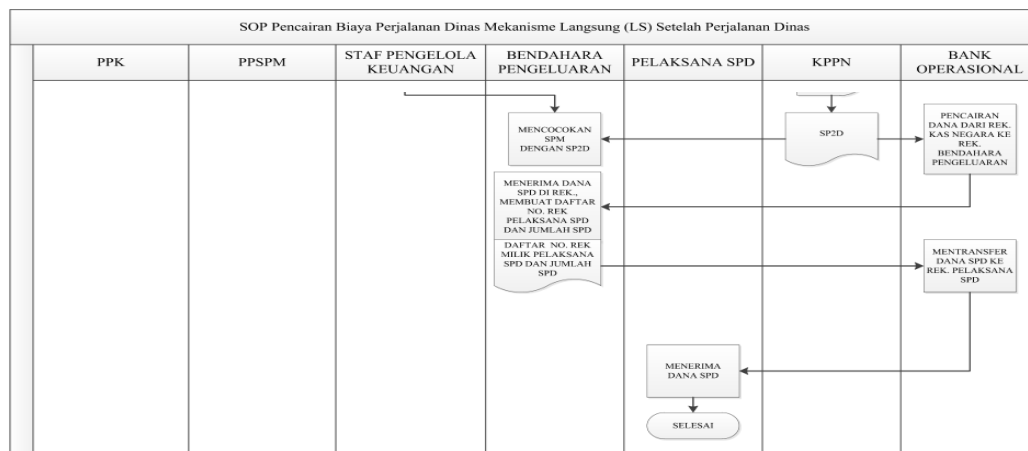 SOP Pencairan Biaya Perjalanan Dinas Mekanisme Langsung (LS) Setelah Perjalanan Dinas
PPK
PPSPM
STAF PENGELOLA
KEUANGAN
BENDAHARA
PENGELUARAN
PELAKSANA SPD
KPPN
BANK
OPERASIONAL
MENCOCOKAN
SPM
DENGAN SP2D
SP2D
PENCAIRAN
DANA DARI REK.
KAS NEGARA KE
REK.
BENDAHARA
PENGELUARAN
MENERIMA DANA
SPD DI REK.,
MEMBUAT DAFTAR
NO. REK
PELAKSANA SPD
DAN JUMLAH SPD
DAFTAR NO. REK
MILIK PELAKSANA
SPD DAN JUMLAH
SPD
MENTRANSFER
DANA SPD KE
REK. PELAKSANA
SPD
MENERIMA
DANA SPD
SELESAI